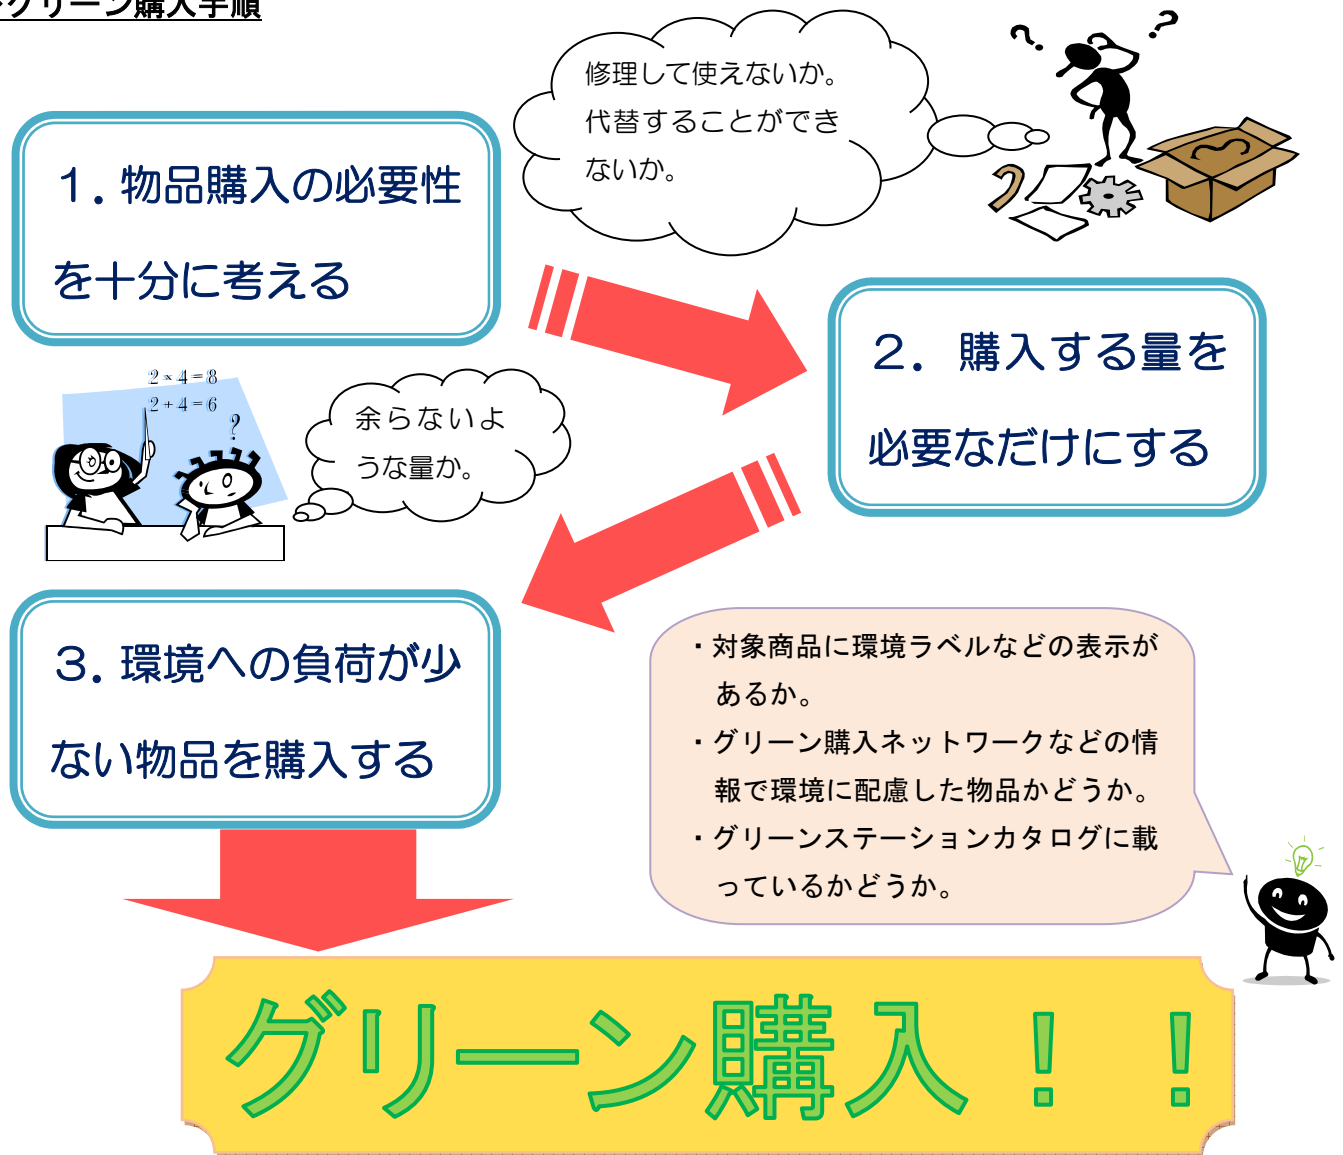 グリーン購入手順
修理して使えないか。
代替することができ
ないか。
１．物品購入の必要性
を十分に考える
２．購入する量を
必要なだけにする
2×4=8
2+4=6
?
余らないよ
うな量か。
３．環境への負荷が少
ない物品を購入する
・対象商品に環境ラベルなどの表示が
あるか。
・グリーン購入ネットワークなどの情
報で環境に配慮した物品かどうか。
・グリーンステーションカタログに載
っているかどうか。
グリーン購入！！